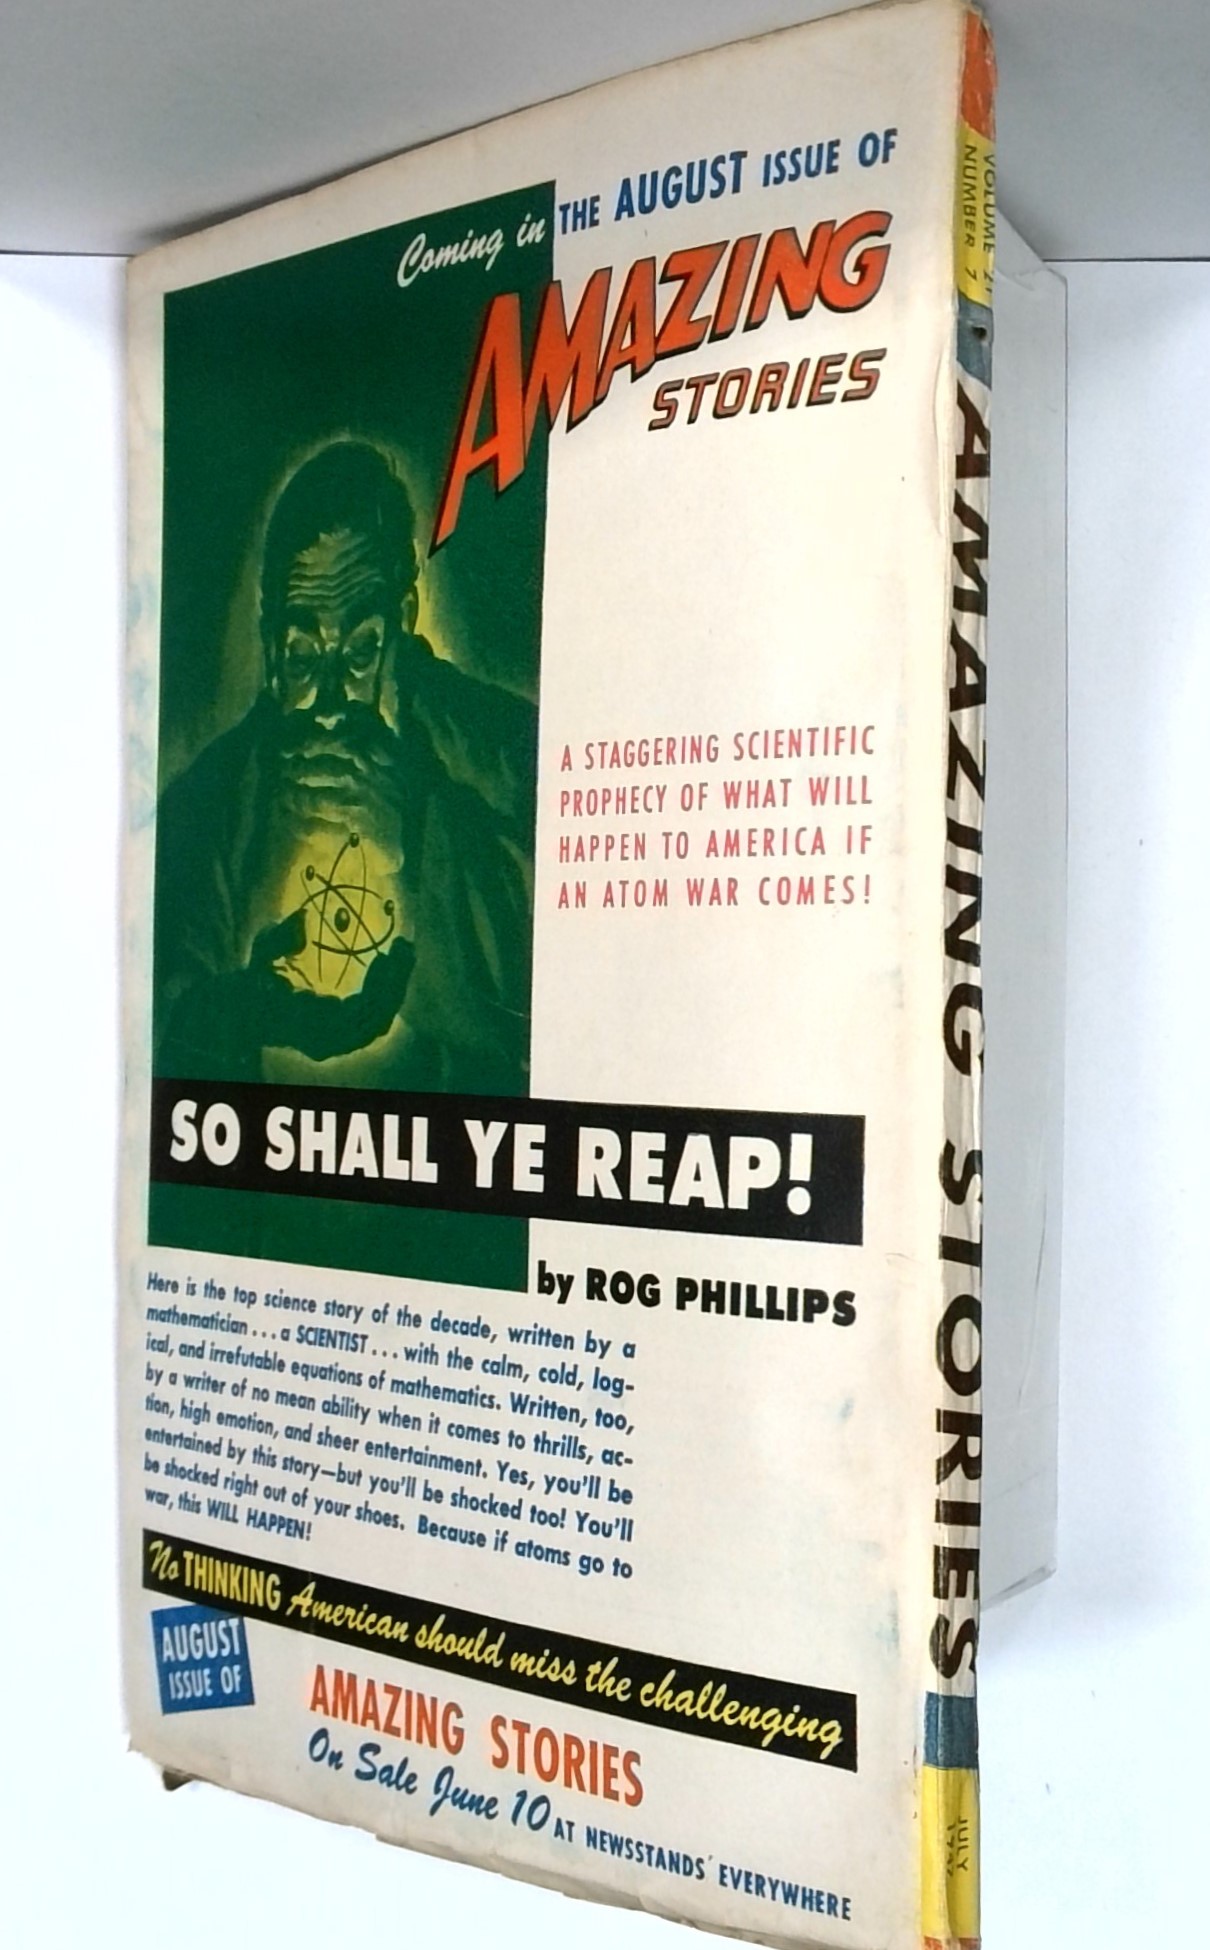 Coming in THE AUGUST ISSUE OF
AMAZING
STORIES
A STAGGERING SCIENTIFIC
PROPHECY OF WHAT WILL
HAPPEN TO AMERICA IF
AN ATOM WAR COMES!
SO SHALL YE REAP!
by ROG PHILLIPS
Here is the top science story of the decade, written by a
mathematician...a SCIENTIST...with the calm, cold, log-
ical, and irrefutable equations of mathematics. Written, too,
by a writer of no mean ability when it comes to thrills, ac-
tion, high emotion, and sheer entertainment. Yes, you'll be
entertained by this story—but you'll be shocked too! You'll
be shocked right out of your shoes. Because if atoms go to
war, this WILL HAPPEN!
No THINKING American should miss the challenging
AUGUST
ISSUE OF
AMAZING STORIES
On Sale June 10 AT NEWSSTANDS EVERYWHERE
VOLUME 21
NUMBER 7
AMAZING STORIES
JULY